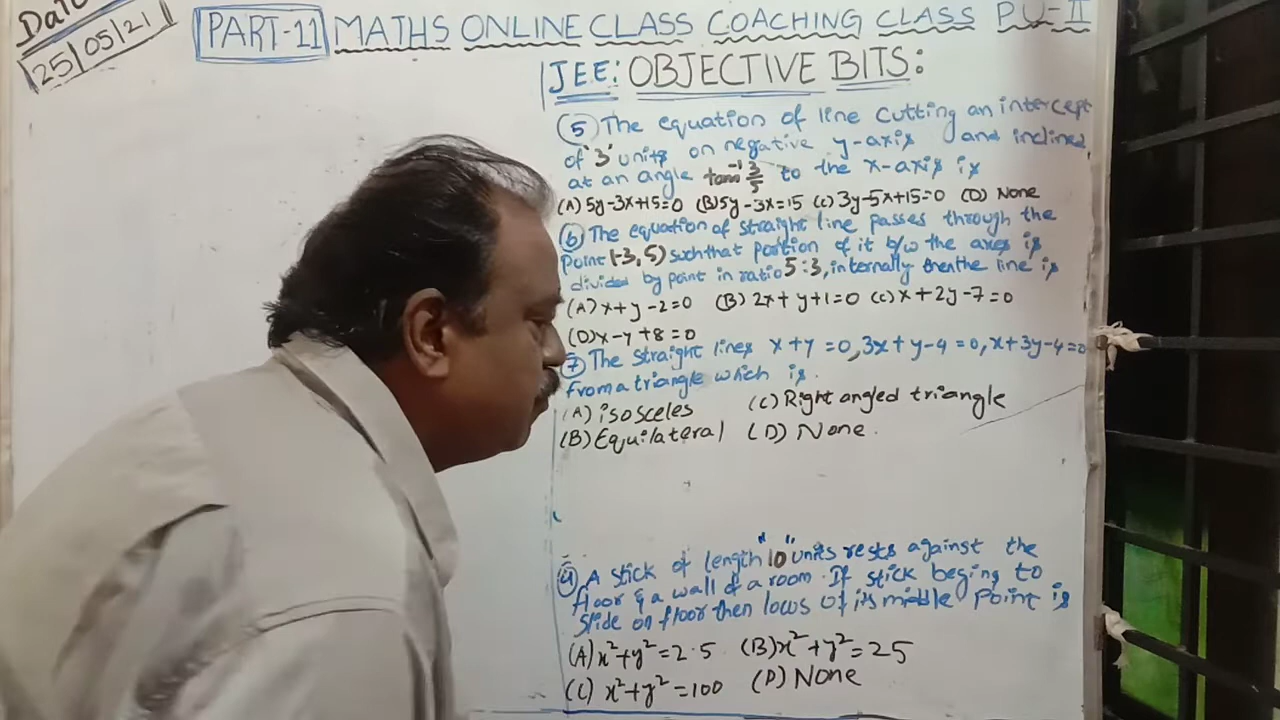 Date
25/05/21
PART-11 MATHS ONLINE CLASS COACHING CLASS P.U-II
JEE: OBJECTIVE BITS:
(5) The equation of line cutting an intercept
of "3" units on negative y-axis and inclined
at an angle tan⁻¹ 3/5 to the x-axis is
(A) 5y-3x+15=0 (B) 5y-3x=15 (C) 3y-5x+15=0 (D) None
(6) The equation of straight line passes through the
point (-3, 5) such that portion of it b/w the axes is
divided by point in ratio 5:3, internally then the line is
(A) x+y-2=0 (B) 2x+y+1=0 (C) x+2y-7=0
(D) x-y+8=0
(7) The straight lines x+y=0, 3x+y-4=0, x+3y-4=0
from a triangle which is.
(A) isosceles (C) Right angled triangle
(B) Equilateral (D) None.
(4) A stick of length "10" units rests against the
floor & a wall of a room. If stick begins to
slide on floor then locus of its middle point is
(A) x²+y²=2.5 (B) x²+y²=25
(C) x²+y²=100 (D) None